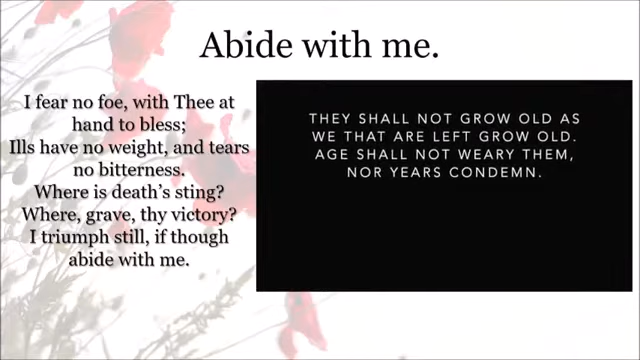 Abide with me.
I fear no foe, with Thee at
hand to bless;
Ills have no weight, and tears
no bitterness.
Where is death's sting?
Where, grave, thy victory?
I triumph still, if though
abide with me.
THEY SHALL NOT GROW OLD AS
WE THAT ARE LEFT GROW OLD.
AGE SHALL NOT WEARY THEM,
NOR YEARS CONDEMN.